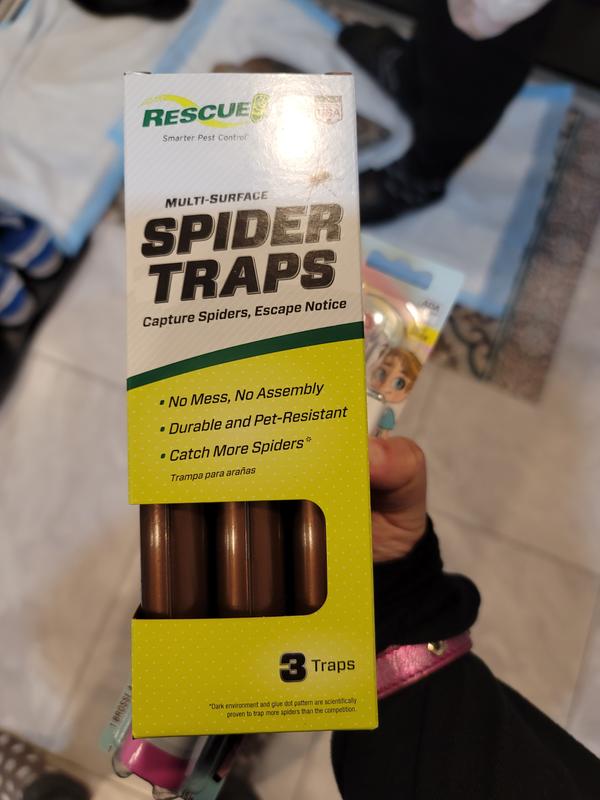 RESCUE!
Smarter Pest Control®
USA
MULTI-SURFACE
SPIDER
TRAPS
Capture Spiders, Escape Notice
• No Mess, No Assembly
• Durable and Pet-Resistant
• Catch More Spiders*
Trampa para arañas
3 Traps
*Dark environment and glue dot pattern are scientifically
proven to trap more spiders than the competition.
ADA